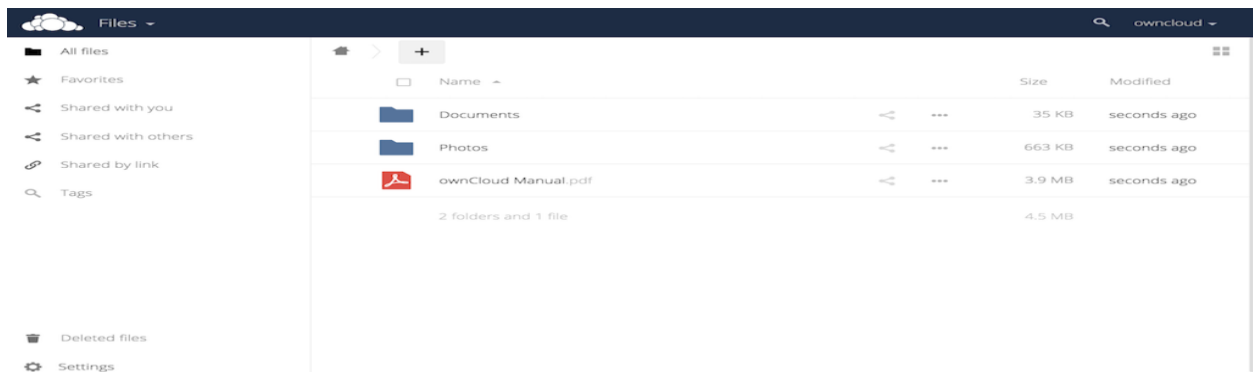 Files
owncloud
All files
Favorites
Shared with you
Shared with others
Shared by link
Tags
Deleted files
Settings
Name Size Modified
Documents 35 KB seconds ago
Photos 663 KB seconds ago
ownCloud Manual.pdf 3.9 MB seconds ago
2 folders and 1 file 4.5 MB